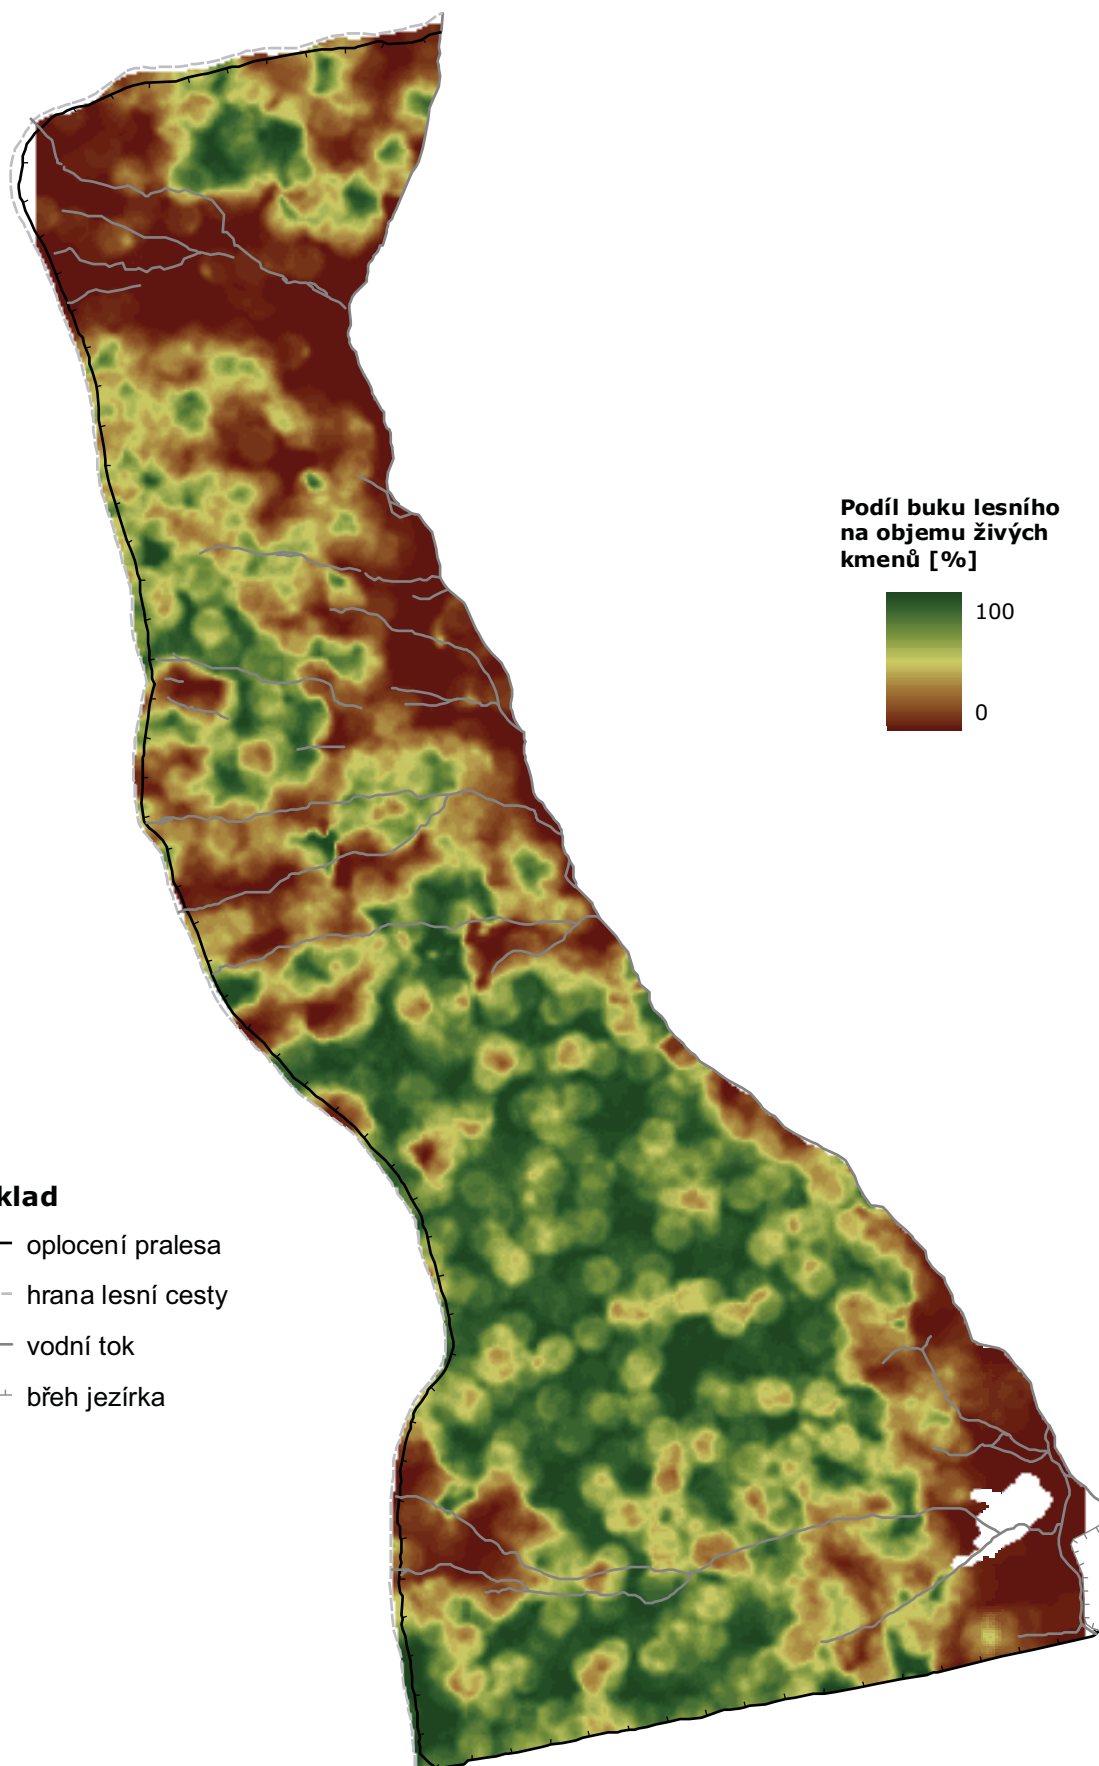 Podíl buku lesního
na objemu živých
kmenů [%]
100
0
klad
oplocení pralesa
hrana lesní cesty
vodní tok
břeh jezírka